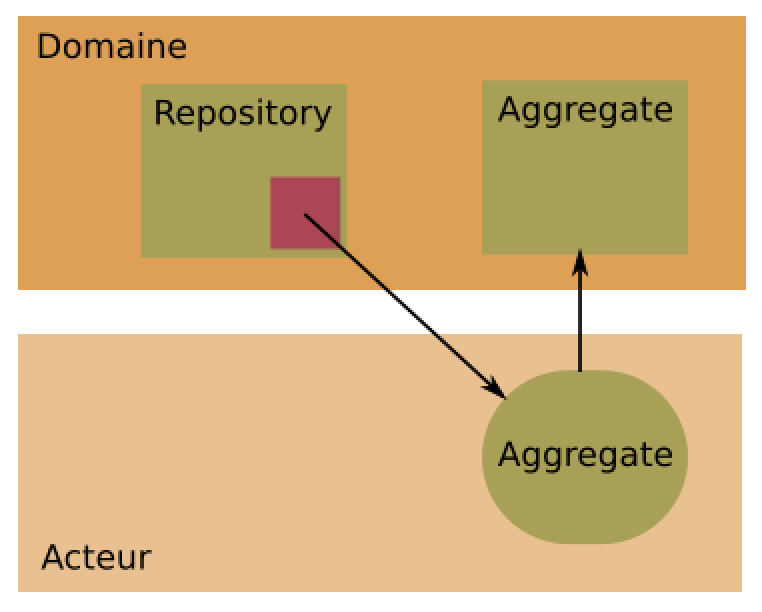 Domaine
Repository
Aggregate
Aggregate
Acteur